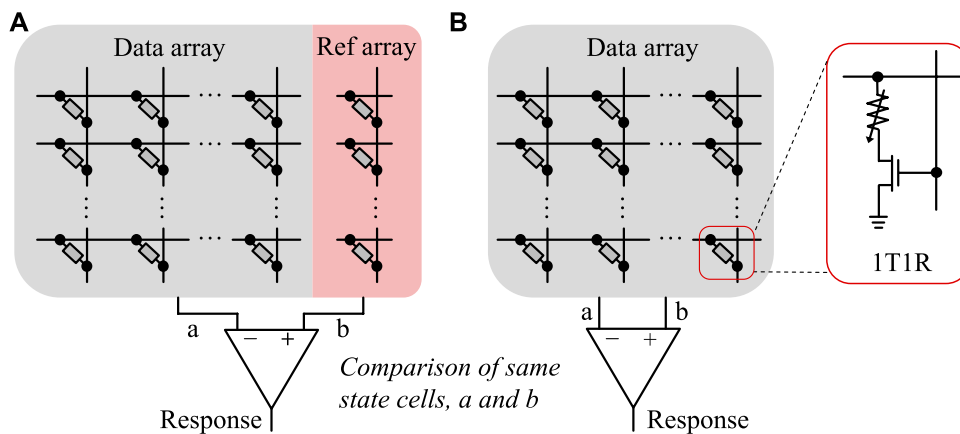 A
Data array
Ref array
B
Data array
1T1R
a
b
− +
a
b
− +
Comparison of same
state cells, a and b
Response
Response